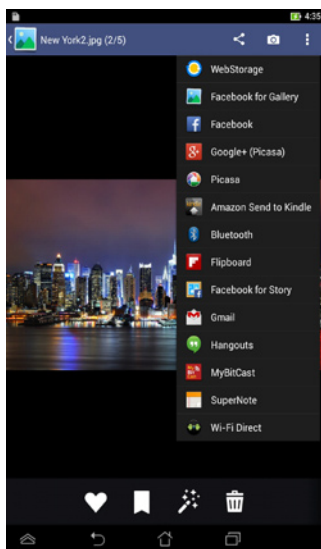 4:35
New York2.jpg (2/5)
WebStorage
Facebook for Gallery
Facebook
Google+ (Picasa)
Picasa
Amazon Send to Kindle
Bluetooth
Flipboard
Facebook for Story
Gmail
Hangouts
MyBitCast
SuperNote
Wi-Fi Direct